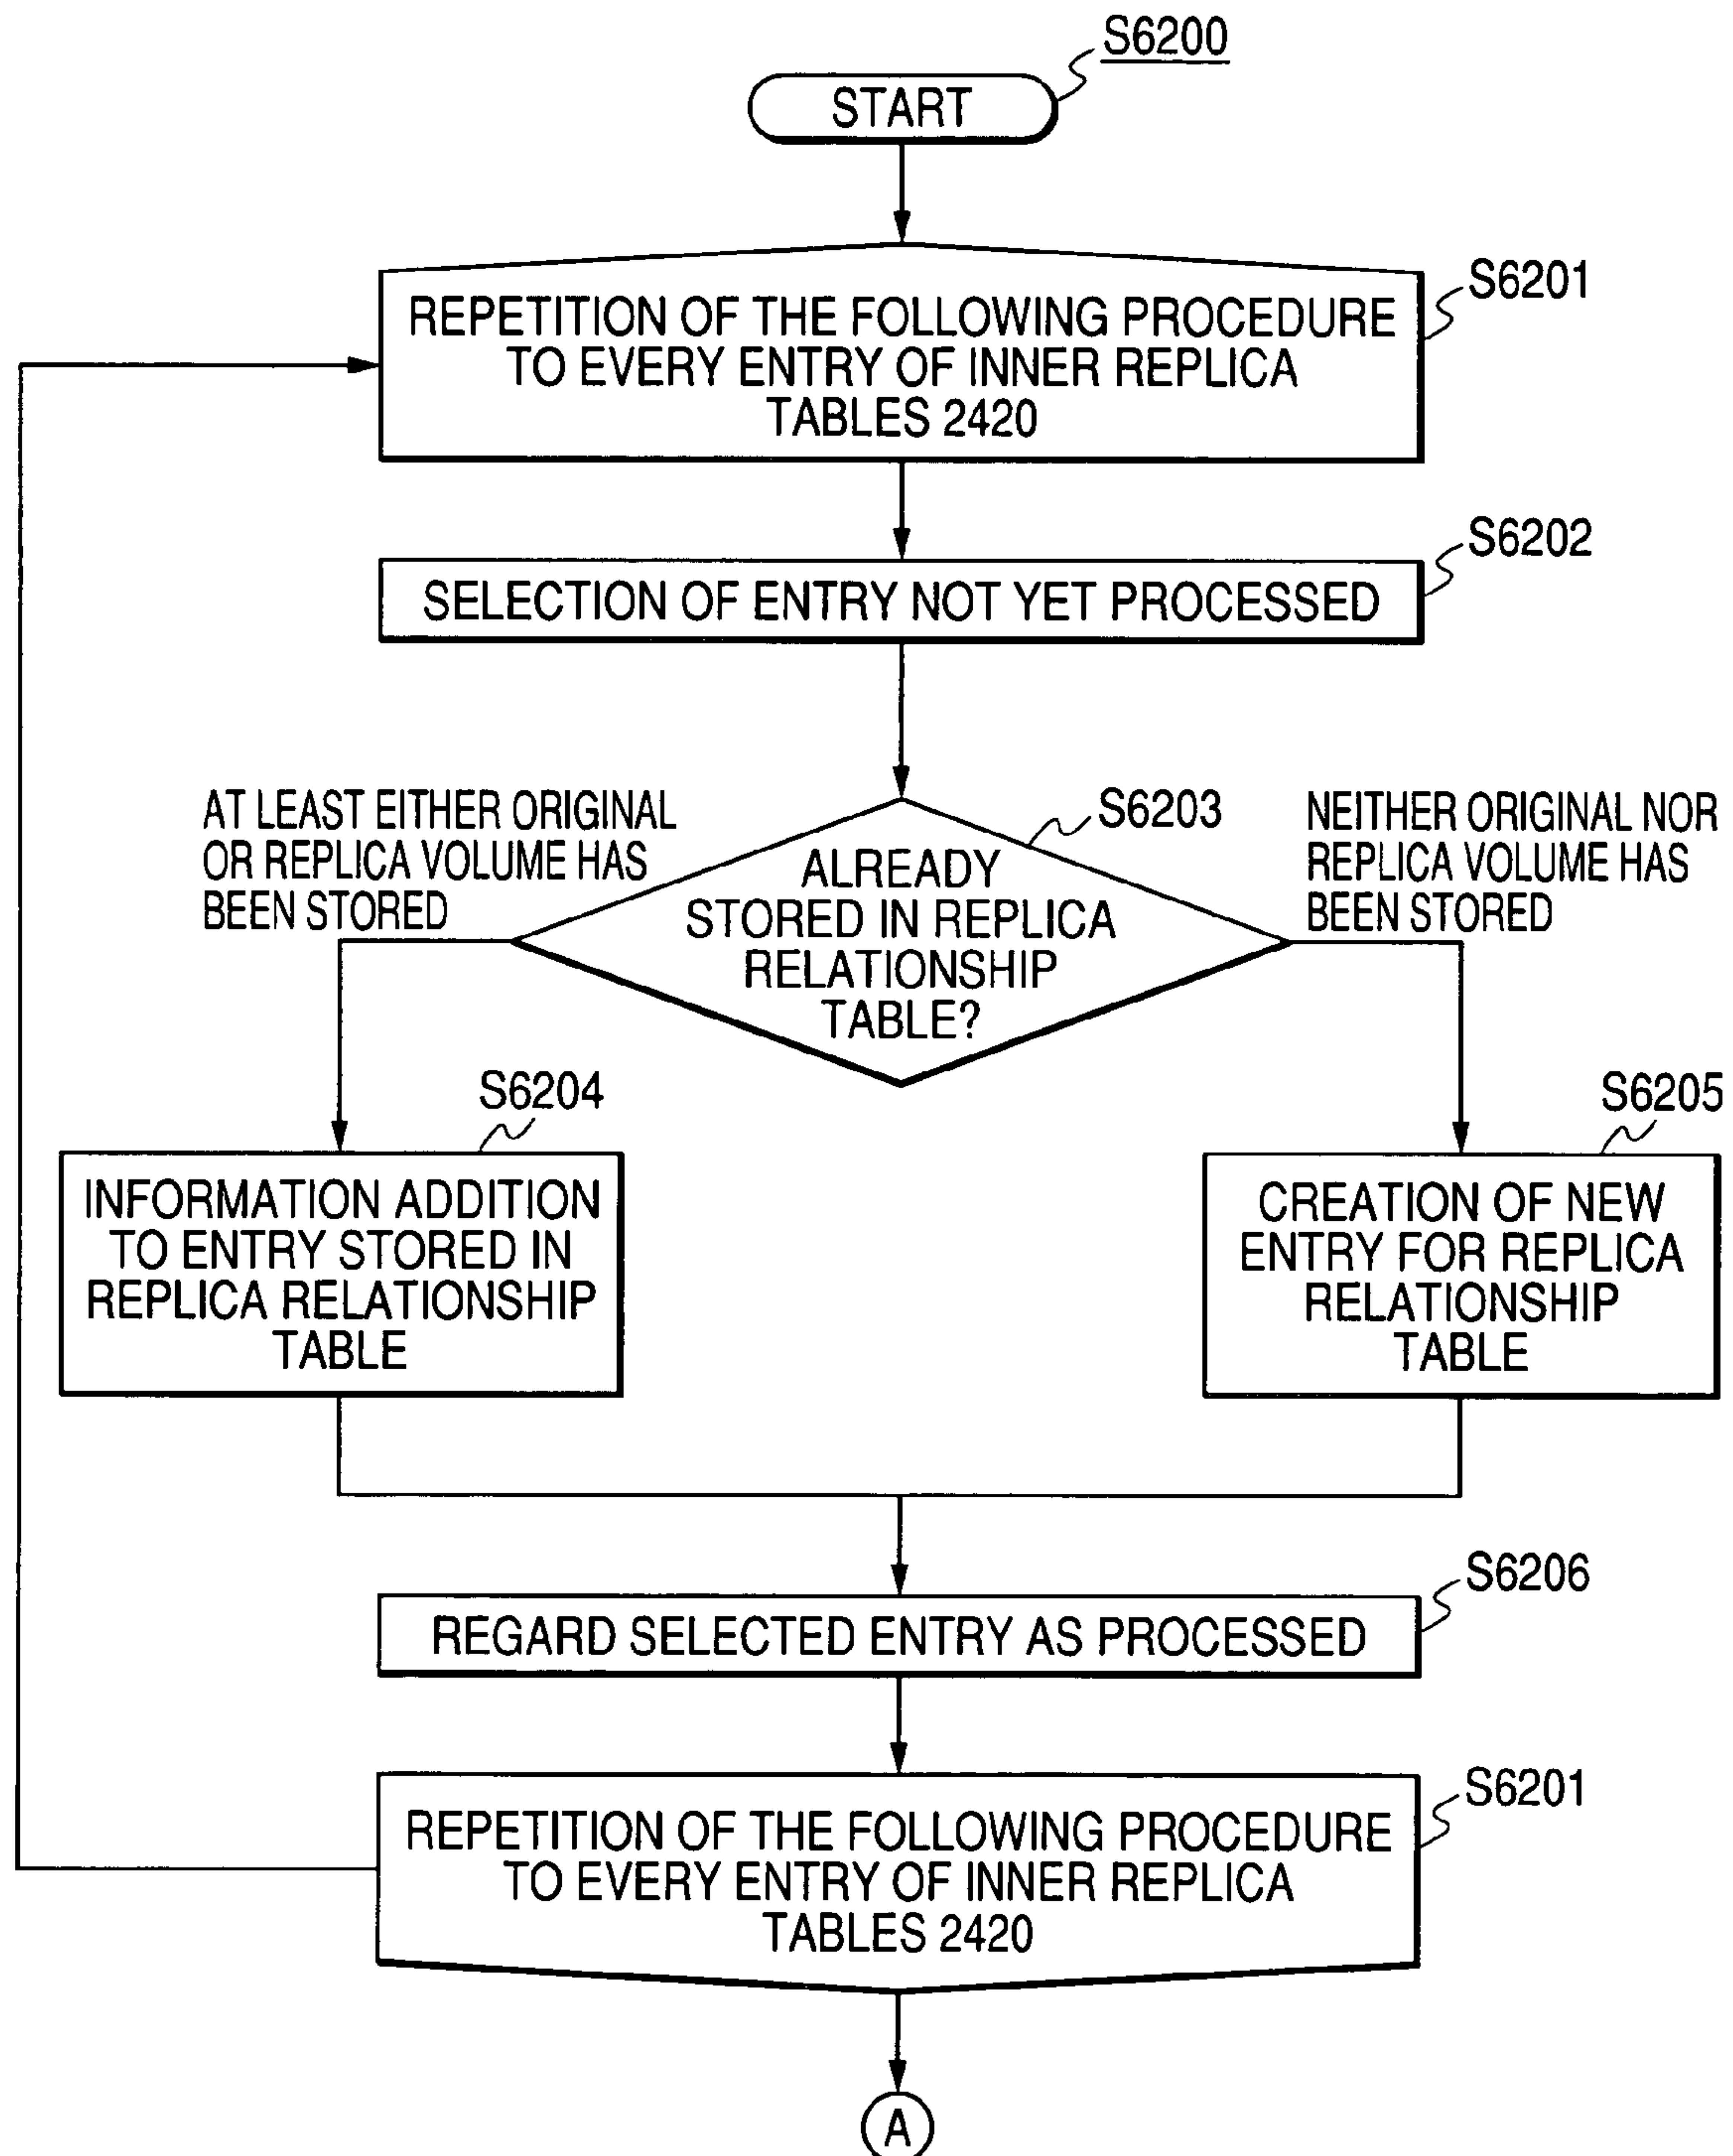 S6200
START
S6201
REPETITION OF THE FOLLOWING PROCEDURE
TO EVERY ENTRY OF INNER REPLICA
TABLES 2420
S6202
SELECTION OF ENTRY NOT YET PROCESSED
S6203
AT LEAST EITHER ORIGINAL
OR REPLICA VOLUME HAS
BEEN STORED
ALREADY
STORED IN REPLICA
RELATIONSHIP
TABLE?
NEITHER ORIGINAL NOR
REPLICA VOLUME HAS
BEEN STORED
S6204
INFORMATION ADDITION
TO ENTRY STORED IN
REPLICA RELATIONSHIP
TABLE
S6205
CREATION OF NEW
ENTRY FOR REPLICA
RELATIONSHIP
TABLE
S6206
REGARD SELECTED ENTRY AS PROCESSED
S6201
REPETITION OF THE FOLLOWING PROCEDURE
TO EVERY ENTRY OF INNER REPLICA
TABLES 2420
A